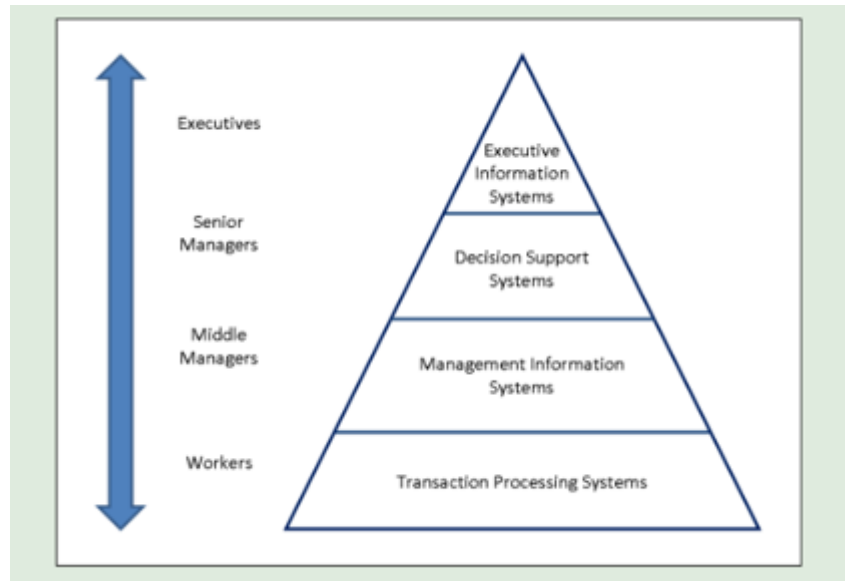 Executives
Executive
Information
Systems
Senior
Managers
Decision Support
Systems
Middle
Managers
Management Information
Systems
Workers
Transaction Processing Systems